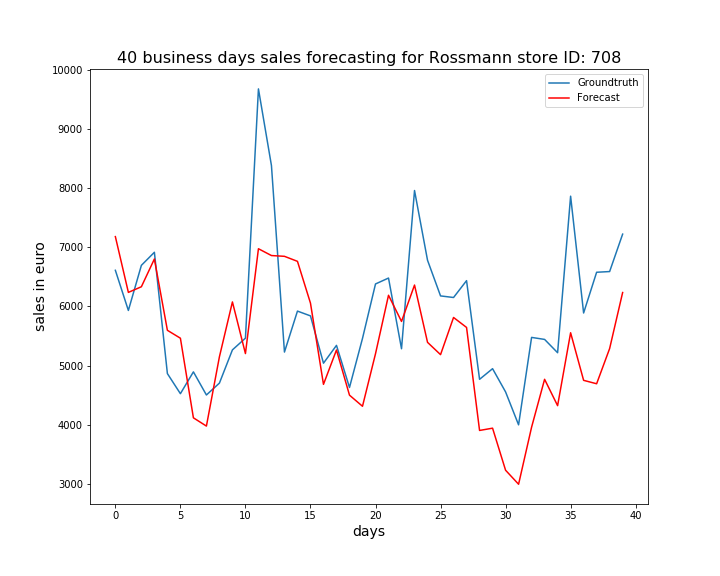 40 business days sales forecasting for Rossmann store ID: 708
10000
9000
8000
7000
6000
5000
4000
3000
sales in euro
Groundtruth
Forecast
0 5 10 15 20 25 30 35 40
days